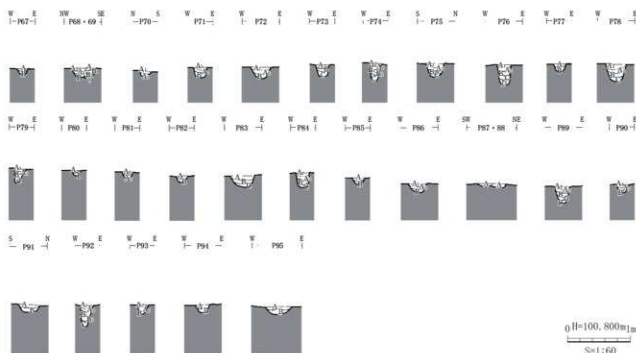 W E NW SE N S W E W E W E W E S N W E W E W E
P67 P68・69 P70 P71 P72 P73 P74 P75 P76 P77 P78
W E W E W E W E W E W E W E W E SW NE W E W E
P79 P80 P81 P82 P83 P84 P85 P86 P87・88 P89 P90
S N W E W E W E W E
P91 P92 P93 P94 P95
0 H=100,800m 1m
S=1:60